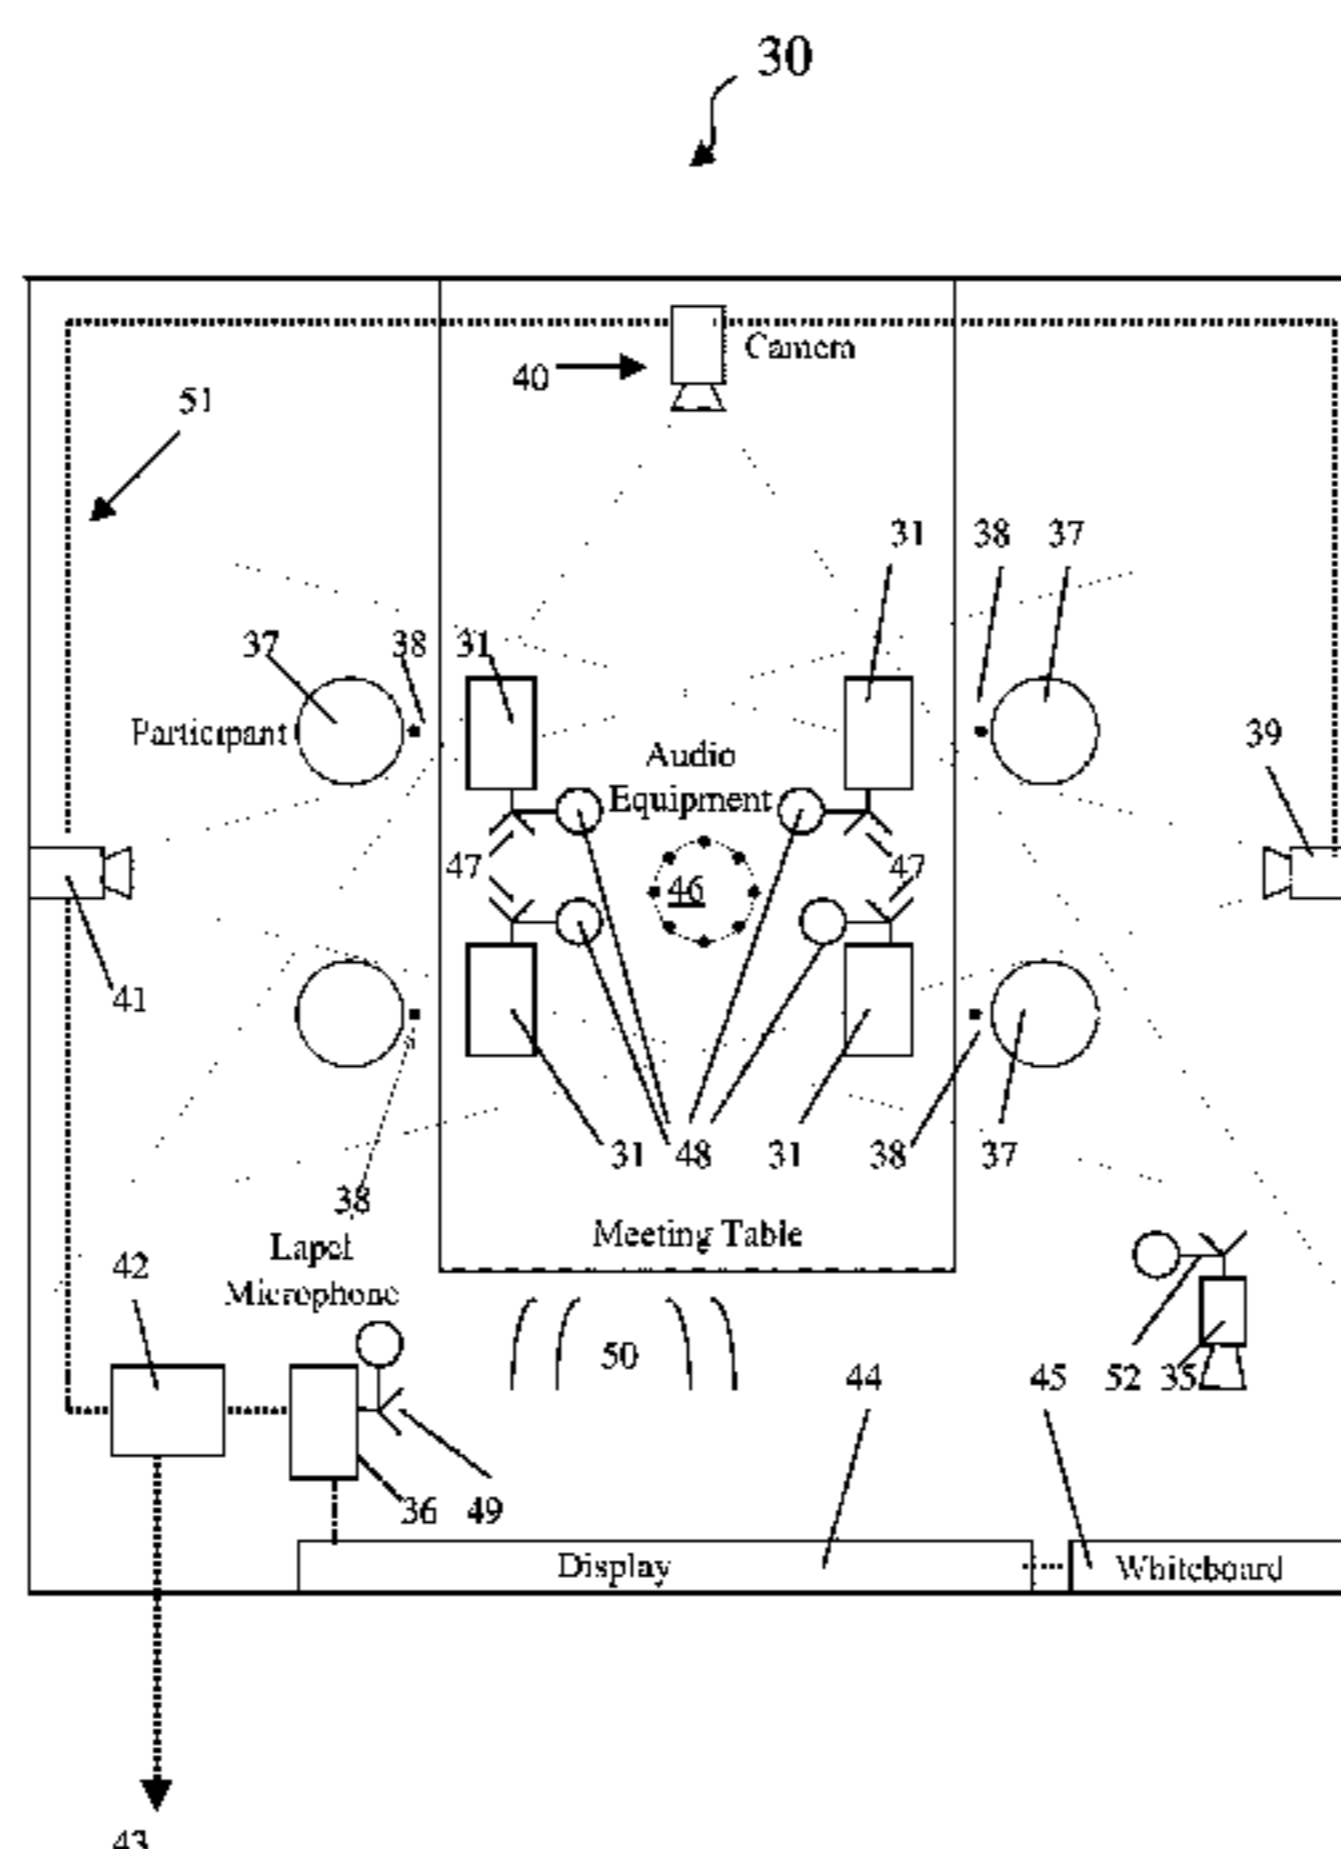 30
Camera
40
51
31 38 37
37 38 31
Participant
39
Audio
Equipment
47 47
46
41
31 48 31 38 37
38
Meeting Table
Lapel
Microphone
42
50
44 45 52 35
36 49
Display
Whiteboard
43